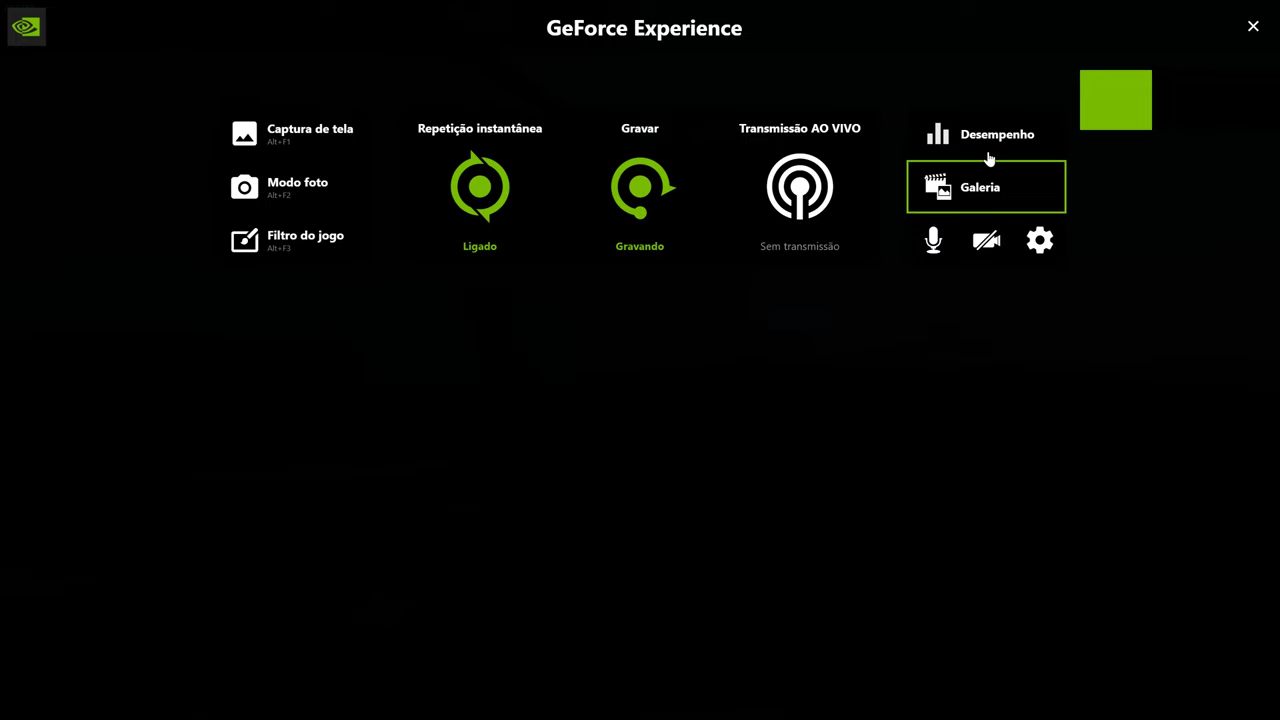 GeForce Experience
Captura de tela
Alt+F1
Modo foto
Alt+F2
Filtro do jogo
Alt+F3
Repetição instantânea
Ligado
Gravar
Gravando
Transmissão AO VIVO
Sem transmissão
Desempenho
Galeria